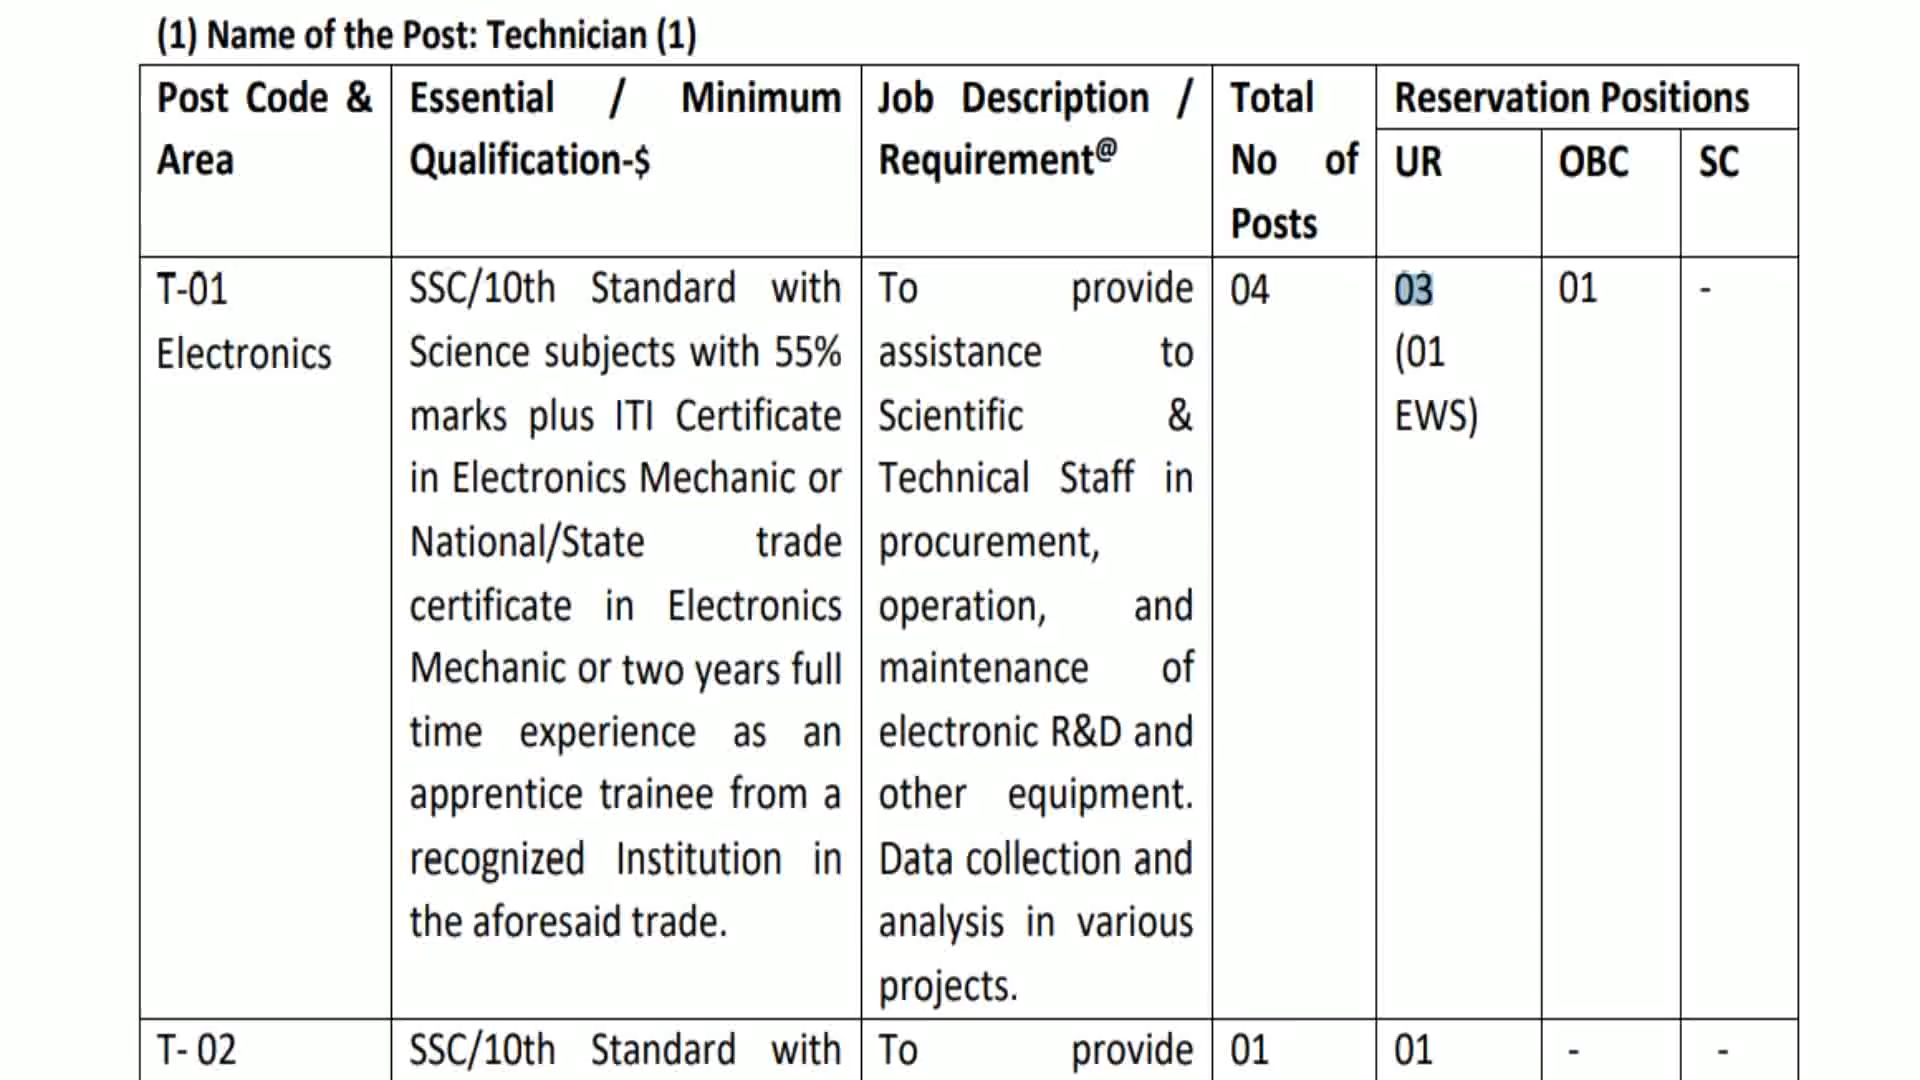 (1) Name of the Post: Technician (1)
Post Code &
Area
Essential / Minimum
Qualification-$
Job Description /
Requirement@
Total
No of
Posts
Reservation Positions
UR
OBC
SC
T-01
Electronics
SSC/10th Standard with
Science subjects with 55%
marks plus ITI Certificate
in Electronics Mechanic or
National/State trade
certificate in Electronics
Mechanic or two years full
time experience as an
apprentice trainee from a
recognized Institution in
the aforesaid trade.
To provide
assistance to
Scientific &
Technical Staff in
procurement,
operation, and
maintenance of
electronic R&D and
other equipment.
Data collection and
analysis in various
projects.
04
03
(01
EWS)
01
-
T- 02
SSC/10th Standard with
To provide
01
01
-
-